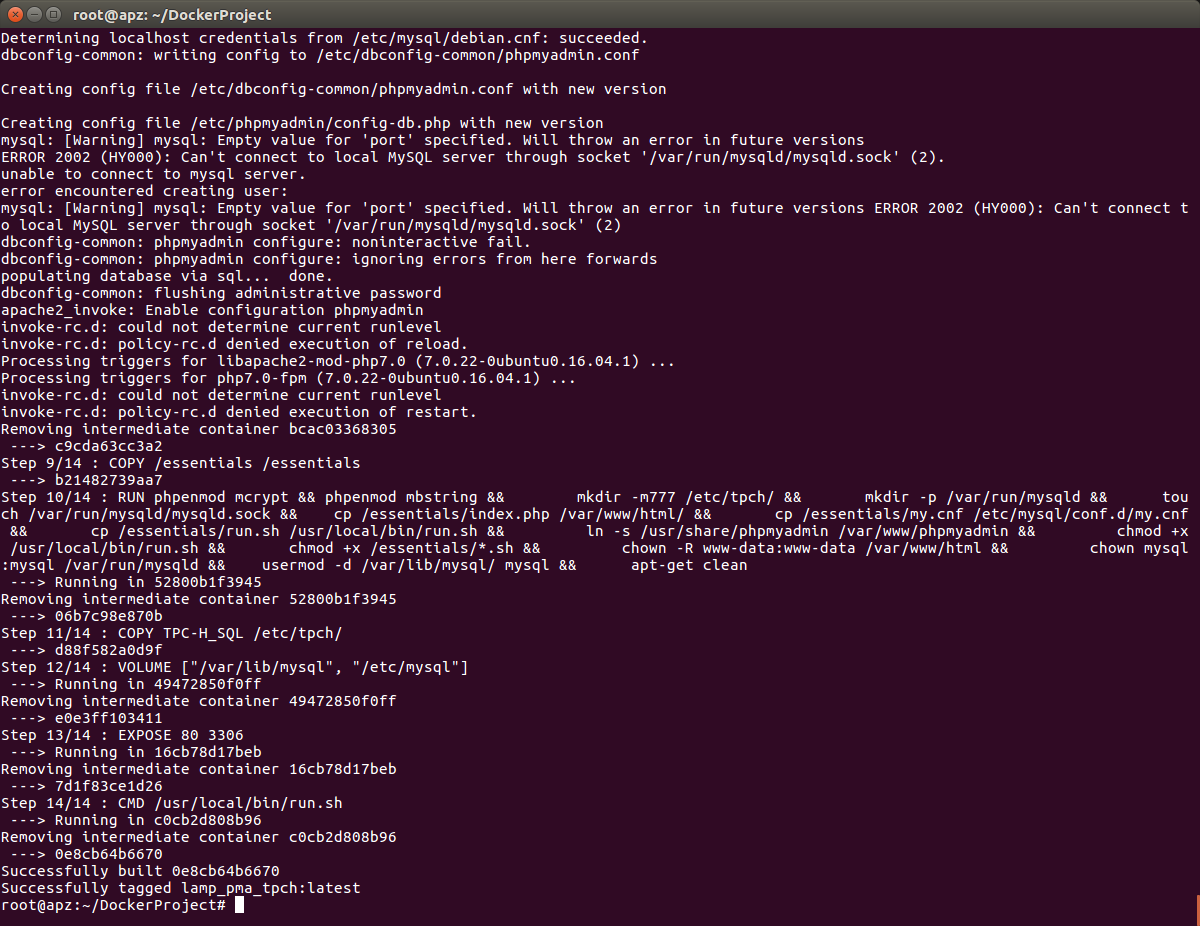 root@apz: ~/DockerProject
Determining localhost credentials from /etc/mysql/debian.cnf: succeeded.
dbconfig-common: writing config to /etc/dbconfig-common/phpmyadmin.conf
Creating config file /etc/dbconfig-common/phpmyadmin.conf with new version
Creating config file /etc/phpmyadmin/config-db.php with new version
mysql: [Warning] mysql: Empty value for 'port' specified. Will throw an error in future versions
ERROR 2002 (HY000): Can't connect to local MySQL server through socket '/var/run/mysqld/mysqld.sock' (2).
unable to connect to mysql server.
error encountered creating user:
mysql: [Warning] mysql: Empty value for 'port' specified. Will throw an error in future versions ERROR 2002 (HY000): Can't connect t
o local MySQL server through socket '/var/run/mysqld/mysqld.sock' (2)
dbconfig-common: phpmyadmin configure: noninteractive fail.
dbconfig-common: phpmyadmin configure: ignoring errors from here forwards
populating database via sql...  done.
dbconfig-common: flushing administrative password
apache2_invoke: Enable configuration phpmyadmin
invoke-rc.d: could not determine current runlevel
invoke-rc.d: policy-rc.d denied execution of reload.
Processing triggers for libapache2-mod-php7.0 (7.0.22-0ubuntu0.16.04.1) ...
Processing triggers for php7.0-fpm (7.0.22-0ubuntu0.16.04.1) ...
invoke-rc.d: could not determine current runlevel
invoke-rc.d: policy-rc.d denied execution of restart.
Removing intermediate container bcac03368305
 ---> c9cda63cc3a2
Step 9/14 : COPY /essentials /essentials
 ---> b21482739aa7
Step 10/14 : RUN phpenmod mcrypt && phpenmod mbstring &&        mkdir -m777 /etc/tpch/ &&       mkdir -p /var/run/mysqld &&      tou
ch /var/run/mysqld/mysqld.sock &&    cp /essentials/index.php /var/www/html/ &&       cp /essentials/my.cnf /etc/mysql/conf.d/my.cnf
 &&       cp /essentials/run.sh /usr/local/bin/run.sh &&         ln -s /usr/share/phpmyadmin /var/www/phpmyadmin &&         chmod +x
 /usr/local/bin/run.sh &&       chmod +x /essentials/*.sh &&         chown -R www-data:www-data /var/www/html &&         chown mysql
:mysql /var/run/mysqld &&    usermod -d /var/lib/mysql/ mysql &&      apt-get clean
 ---> Running in 52800b1f3945
Removing intermediate container 52800b1f3945
 ---> 06b7c98e870b
Step 11/14 : COPY TPC-H_SQL /etc/tpch/
 ---> d88f582a0d9f
Step 12/14 : VOLUME ["/var/lib/mysql", "/etc/mysql"]
 ---> Running in 49472850f0ff
Removing intermediate container 49472850f0ff
 ---> e0e3ff103411
Step 13/14 : EXPOSE 80 3306
 ---> Running in 16cb78d17beb
Removing intermediate container 16cb78d17beb
 ---> 7d1f83ce1d26
Step 14/14 : CMD /usr/local/bin/run.sh
 ---> Running in c0cb2d808b96
Removing intermediate container c0cb2d808b96
 ---> 0e8cb64b6670
Successfully built 0e8cb64b6670
Successfully tagged lamp_pma_tpch:latest
root@apz:~/DockerProject#